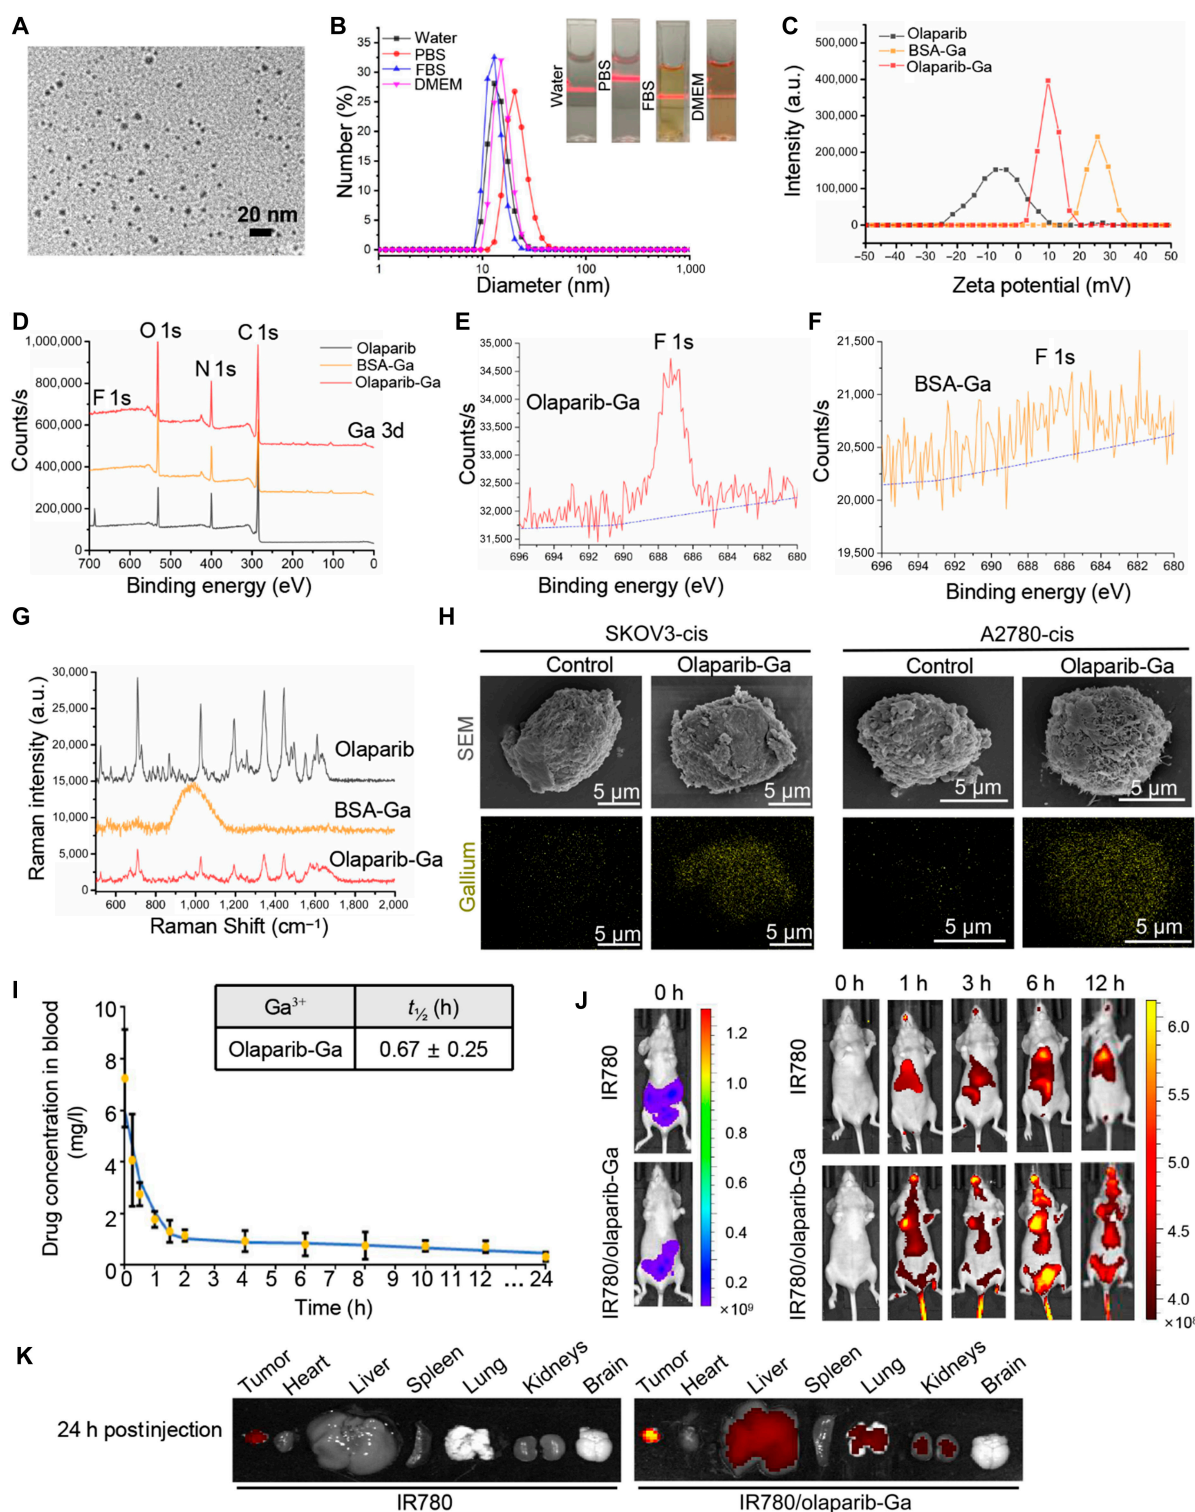 A
20 nm
B
Water
PBS
FBS
DMEM
Number (%)
35
30
25
20
15
10
5
0
1
10
100
1,000
Diameter (nm)
Water
PBS
FBS
DMEM
C
Olaparib
BSA-Ga
Olaparib-Ga
Intensity (a.u.)
500,000
400,000
300,000
200,000
100,000
0
−50 −40 −30 −20 −10 0 10 20 30 40 50
Zeta potential (mV)
D
O 1s
C 1s
N 1s
F 1s
Ga 3d
Olaparib
BSA-Ga
Olaparib-Ga
Counts/s
1,000,000
800,000
600,000
400,000
200,000
0
700 600 500 400 300 200 100 0
Binding energy (eV)
E
F 1s
Olaparib-Ga
Counts/s
35,000
34,500
34,000
33,500
33,000
32,500
32,000
31,500
696 694 692 690 688 686 684 682 680
Binding energy (eV)
F
F 1s
BSA-Ga
Counts/s
21,500
21,000
20,500
20,000
19,500
696 694 692 690 688 686 684 682 680
Binding energy (eV)
G
Raman intensity (a.u.)
30,000
25,000
20,000
15,000
10,000
5,000
0
Olaparib
BSA-Ga
Olaparib-Ga
600 800 1,000 1,200 1,400 1,600 1,800 2,000
Raman Shift (cm⁻¹)
H
SKOV3-cis
A2780-cis
Control
Olaparib-Ga
Control
Olaparib-Ga
SEM
5 μm
5 μm
5 μm
5 μm
Gallium
5 μm
5 μm
5 μm
5 μm
I
Ga³⁺ t½ (h)
Olaparib-Ga 0.67 ± 0.25
Drug concentration in blood
(mg/l)
10
8
6
4
2
0
0 1 2 3 4 5 6 7 8 9 10 11 12 ... 24
Time (h)
J
0 h
IR780
IR780/olaparib-Ga
1.2
1.0
0.8
0.6
0.4
0.2
×10⁹
0 h 1 h 3 h 6 h 12 h
IR780
IR780/olaparib-Ga
6.0
5.5
5.0
4.5
4.0
×10⁸
K
Tumor Heart Liver Spleen Lung Kidneys Brain
Tumor Heart Liver Spleen Lung Kidneys Brain
24 h postinjection
IR780
IR780/olaparib-Ga